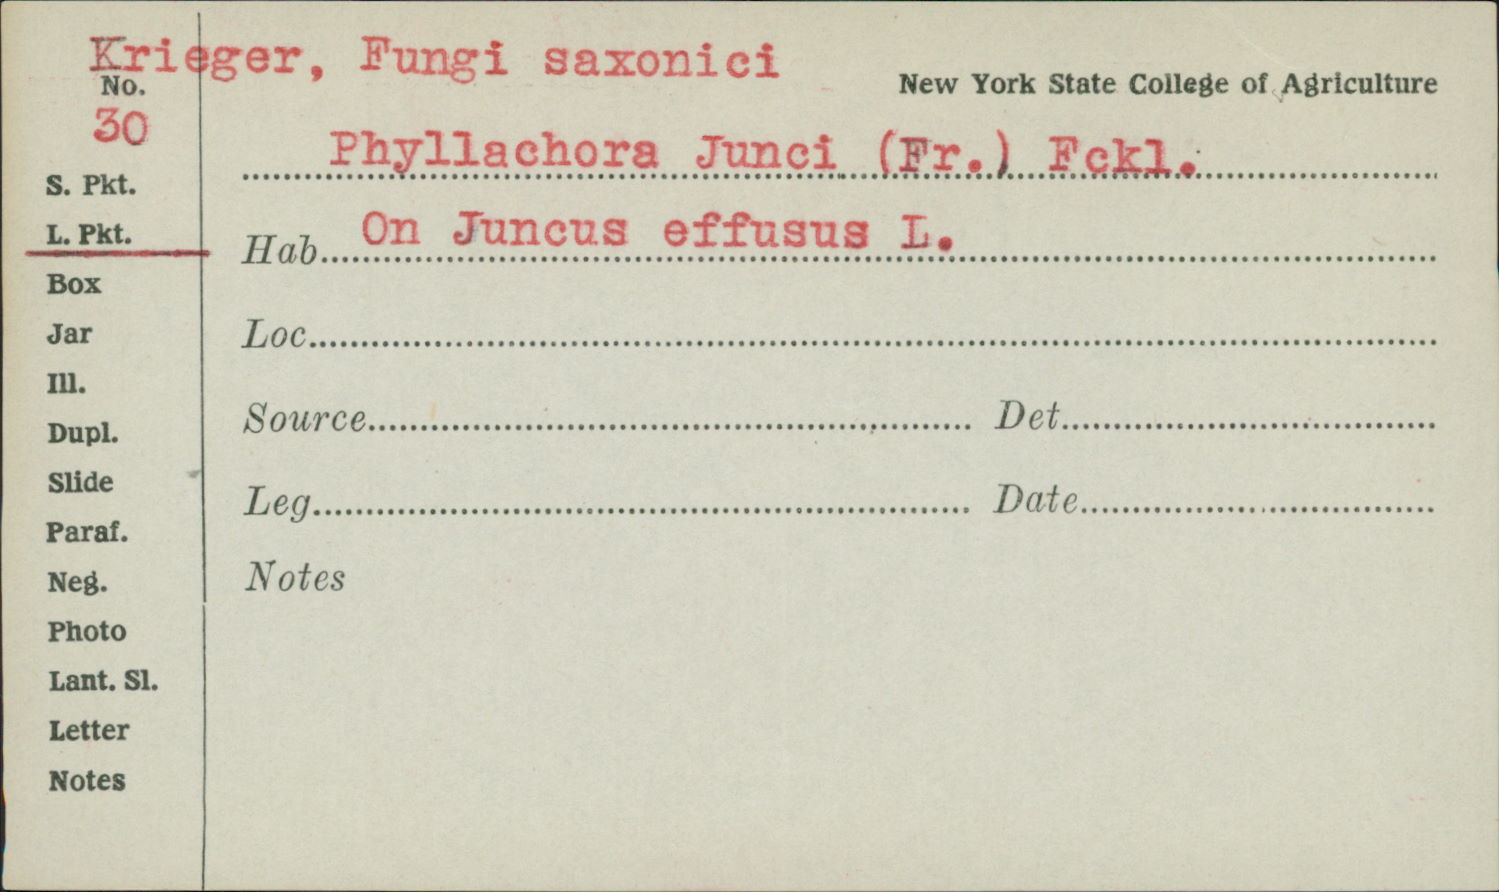 Krieger, Fungi saxonici
No.
New York State College of Agriculture
30
Phyllachora Junci (Fr.) Fckl.
S. Pkt.
L. Pkt.
Hab. On Juncus effusus L.
Box
Jar
Loc.
Ill.
Dupl.
Source Det.
Slide
Leg. Date
Paraf.
Neg.
Notes
Photo
Lant. Sl.
Letter
Notes